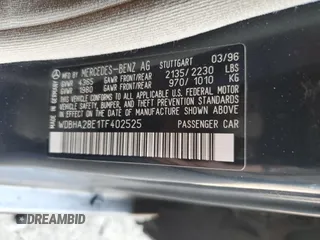 MERCEDES-BENZ AG STUTTGART 03/96
GVWR 4365 GAWR FRONT/REAR 2135/2230 LBS
GVWR 1980 GAWR FRONT/REAR 970/1010 KG
THIS VEHICLE CONFORMS TO ALL APPLICABLE FEDERAL
MOTOR VEHICLE SAFETY, BUMPER, AND THEFT PREVENTION
STANDARDS IN EFFECT ON THE DATE OF
MANUFACTURE SHOWN ABOVE.
WDBHA28E1TF402525 PASSENGER CAR
DREAMBID